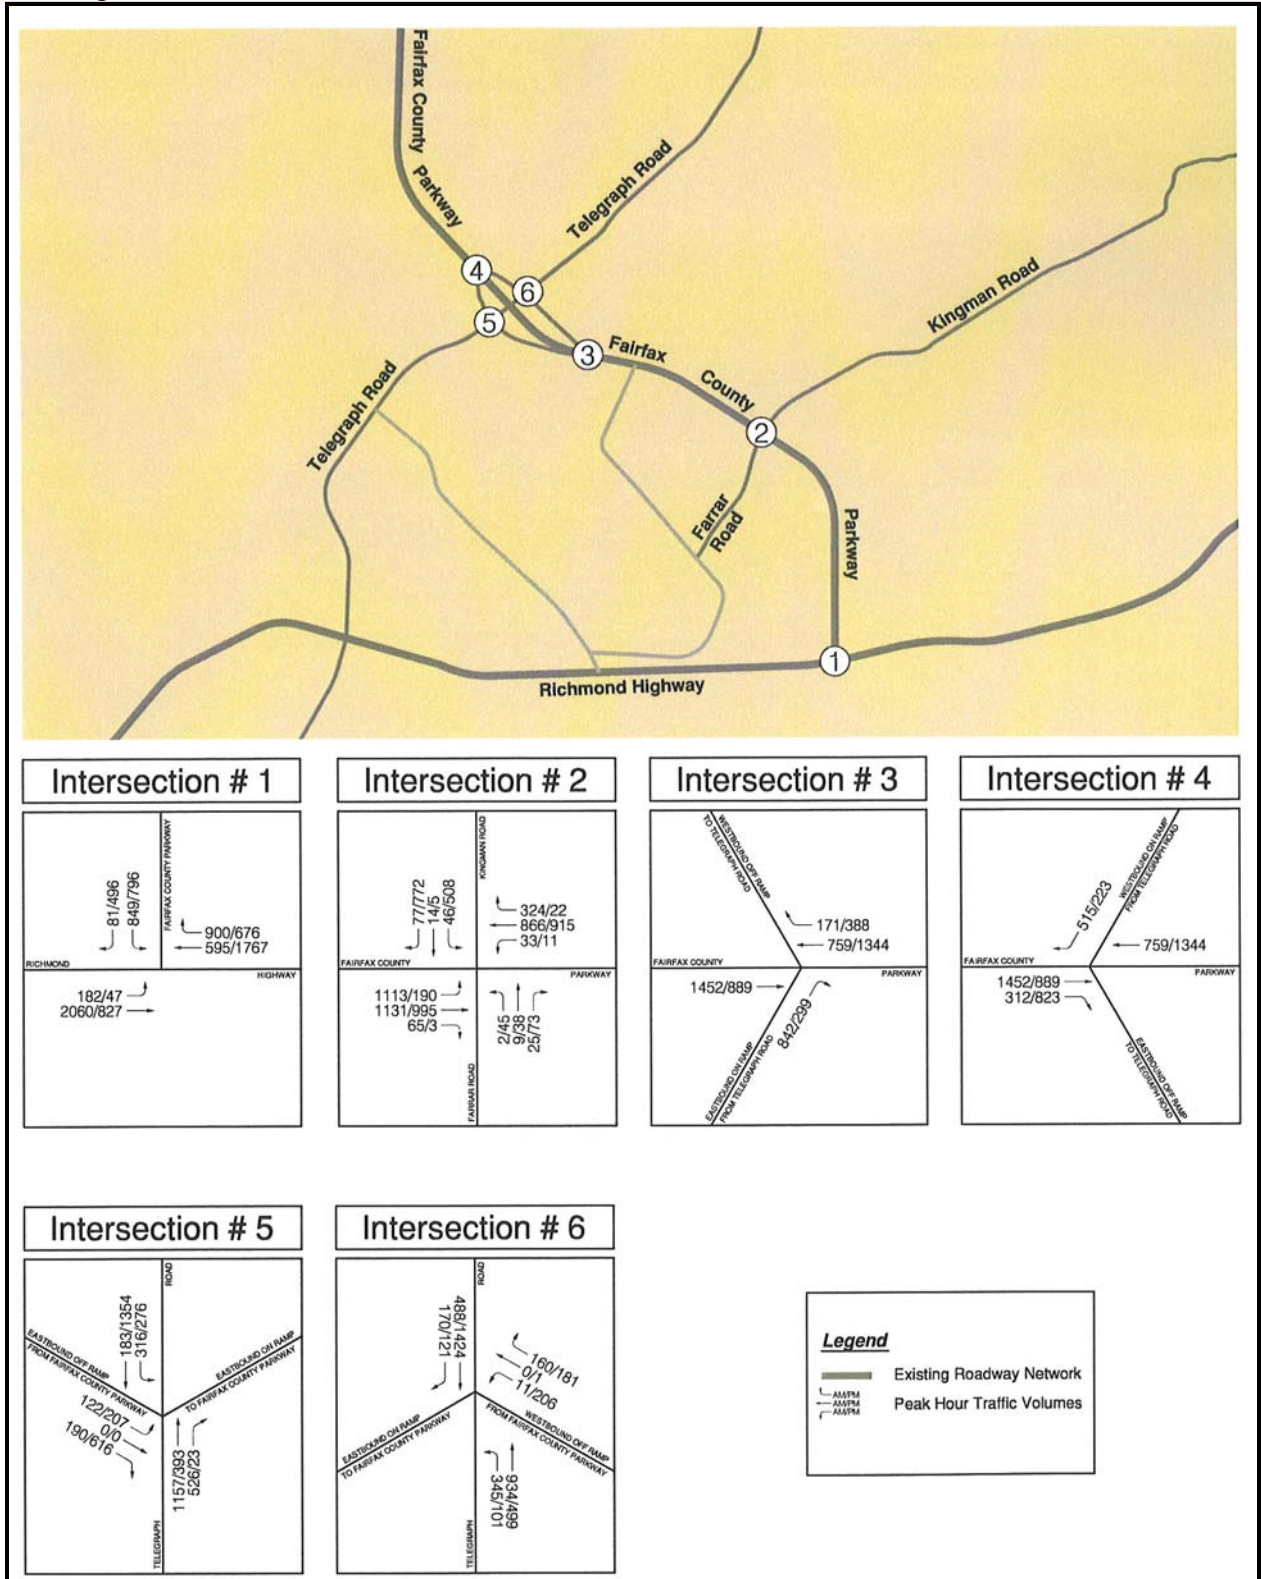 Fairfax County
Parkway
Telegraph Road
4
6
5
3
Fairfax
County
Kingman Road
2
Telegraph Road
Farrar
Road
Parkway
1
Richmond Highway
Intersection # 1
FAIRFAX COUNTY PARKWAY
81/496
849/796
900/676
595/1767
RICHMOND
HIGHWAY
182/47
2060/827
Intersection # 2
KINGMAN ROAD
77/772
14/5
46/508
324/22
866/915
33/11
FAIRFAX COUNTY
PARKWAY
1113/190
1131/995
65/3
2/45
9/38
25/73
FARRAR ROAD
Intersection # 3
WESTBOUND OFF RAMP
TO TELEGRAPH ROAD
171/388
759/1344
FAIRFAX COUNTY
PARKWAY
1452/889
842/299
EASTBOUND ON RAMP
FROM TELEGRAPH ROAD
Intersection # 4
WESTBOUND ON RAMP
FROM TELEGRAPH ROAD
515/223
759/1344
FAIRFAX COUNTY
PARKWAY
1452/889
312/823
EASTBOUND OFF RAMP
TO TELEGRAPH ROAD
Intersection # 5
ROAD
183/1354
316/276
EASTBOUND OFF RAMP
FROM FAIRFAX COUNTY PARKWAY
EASTBOUND ON RAMP
TO FAIRFAX COUNTY PARKWAY
122/207
0/0
190/616
1157/393
526/23
TELEGRAPH
Intersection # 6
ROAD
488/1424
170/121
160/181
0/1
11/206
EASTBOUND ON RAMP
TO FAIRFAX COUNTY PARKWAY
WESTBOUND OFF RAMP
FROM FAIRFAX COUNTY PARKWAY
934/499
345/101
TELEGRAPH
Legend
Existing Roadway Network
AM/PM
AM/PM
AM/PM
Peak Hour Traffic Volumes